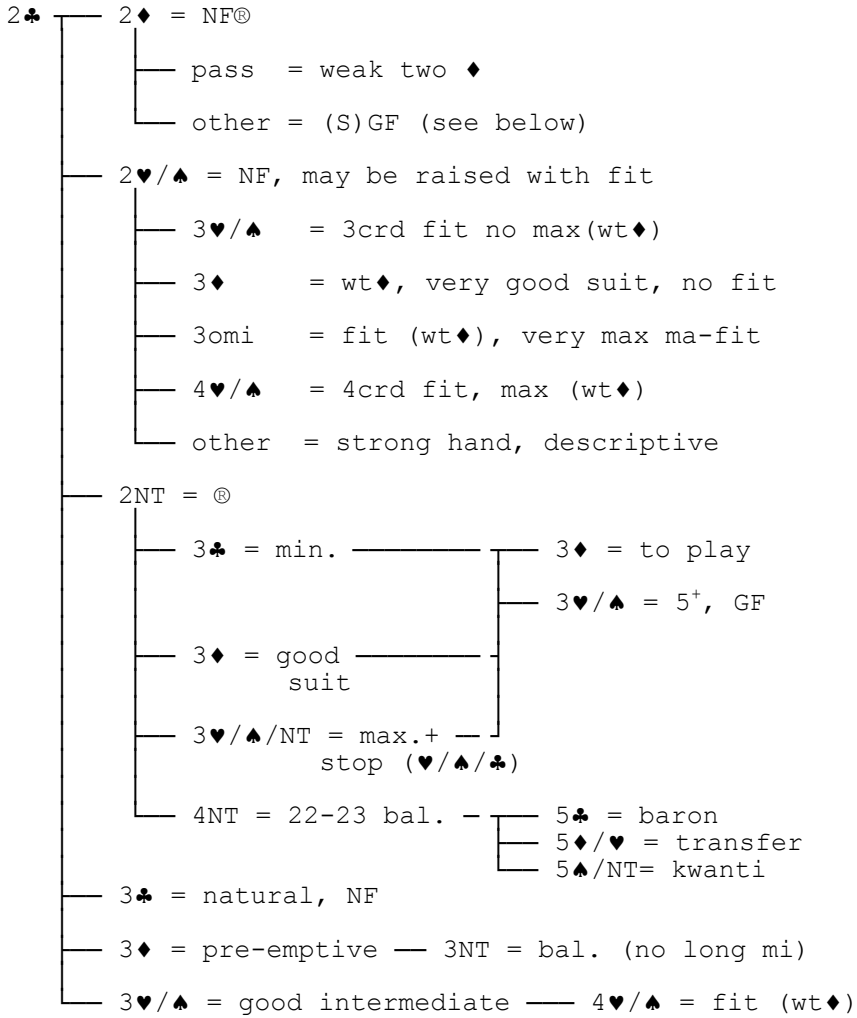 2♣ 2♦ = NF®
pass = weak two ♦
other = (S)GF (see below)
2♥/♠ = NF, may be raised with fit
3♥/♠ = 3crd fit no max(wt♦)
3♦ = wt♦, very good suit, no fit
3omi = fit (wt♦), very max ma-fit
4♥/♠ = 4crd fit, max (wt♦)
other = strong hand, descriptive
2NT = ®
3♣ = min. 3♦ = to play
3♥/♠ = 5⁺, GF
3♦ = good
suit
3♥/♠/NT = max.+
stop (♥/♠/♣)
4NT = 22-23 bal. 5♣ = baron
5♦/♥ = transfer
5♠/NT= kwanti
3♣ = natural, NF
3♦ = pre-emptive 3NT = bal. (no long mi)
3♥/♠ = good intermediate 4♥/♠ = fit (wt♦)